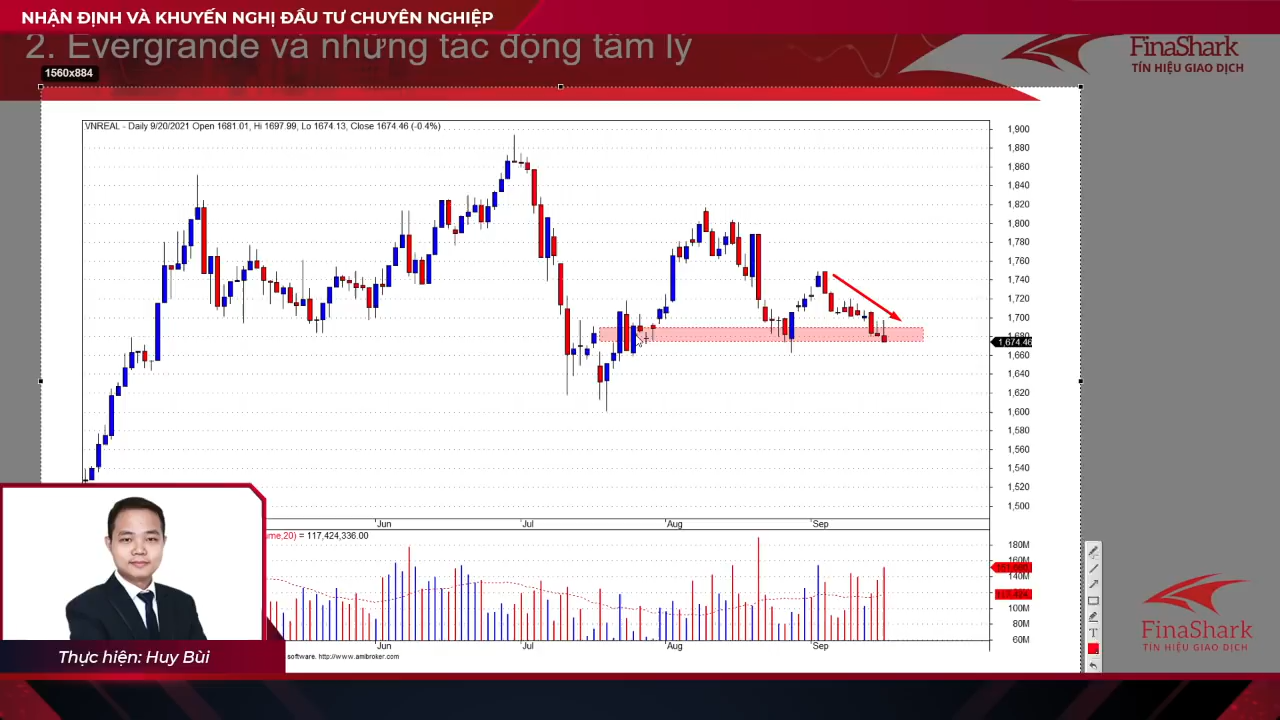 NHẬN ĐỊNH VÀ KHUYẾN NGHỊ ĐẦU TƯ CHUYÊN NGHIỆP
2. Evergrande và những tác động tâm lý
FinaShark
TÍN HIỆU GIAO DỊCH
1560x884
VNREAL - Daily 9/20/2021 Open 1681.01, Hi 1697.99, Lo 1674.13, Close 1674.46 (-0.4%)
1,900
1,880
1,860
1,840
1,820
1,800
1,780
1,760
1,740
1,720
1,700
1,680
1,674.46
1,660
1,640
1,620
1,600
1,580
1,560
1,540
1,520
1,500
Jun
Jul
Aug
Sep
ume,20) = 117,424,336.00
180M
140M
100M
60M
Jun
Jul
Aug
Sep
software. http://www.amibroker.com
T
FinaShark
TÍN HIỆU GIAO DỊCH
Thực hiện: Huy Bùi